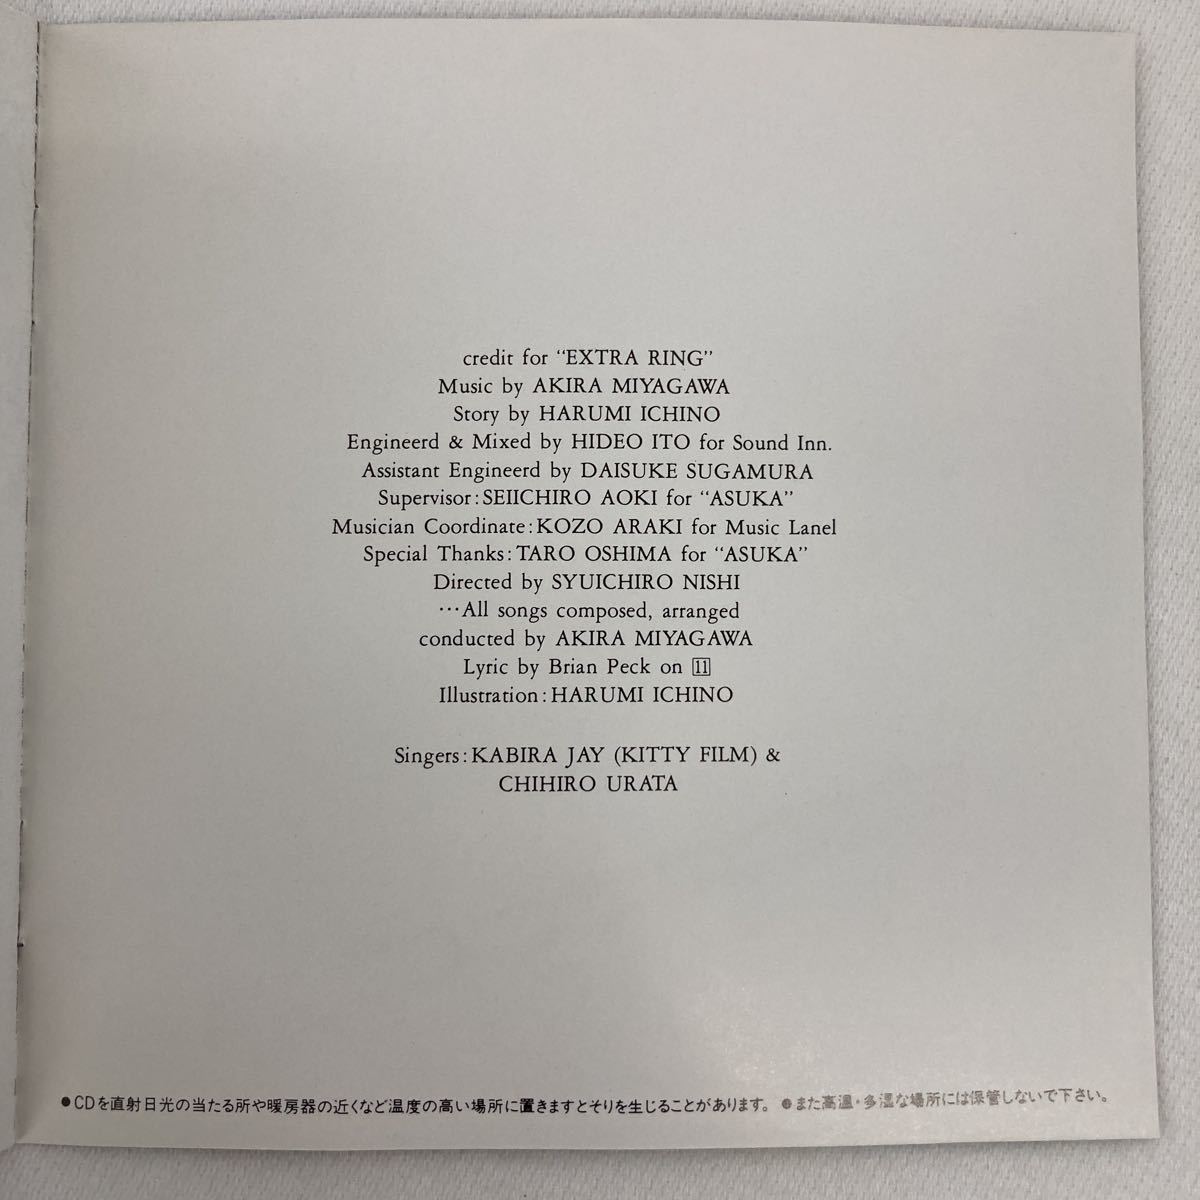 credit for “EXTRA RING”
Music by AKIRA MIYAGAWA
Story by HARUMI ICHINO
Engineerd & Mixed by HIDEO ITO for Sound Inn.
Assistant Engineerd by DAISUKE SUGAMURA
Supervisor:SEIICHIRO AOKI for “ASUKA”
Musician Coordinate:KOZO ARAKI for Music Lanel
Special Thanks:TARO OSHIMA for “ASUKA”
Directed by SYUICHIRO NISHI
…All songs composed, arranged
conducted by AKIRA MIYAGAWA
Lyric by Brian Peck on 11
Illustration:HARUMI ICHINO
Singers:KABIRA JAY (KITTY FILM) &
CHIHIRO URATA
●CDを直射日光の当たる所や暖房器の近くなど温度の高い場所に置きますとそりを生じることがあります。 ●また高温・多湿な場所には保管しないで下さい。